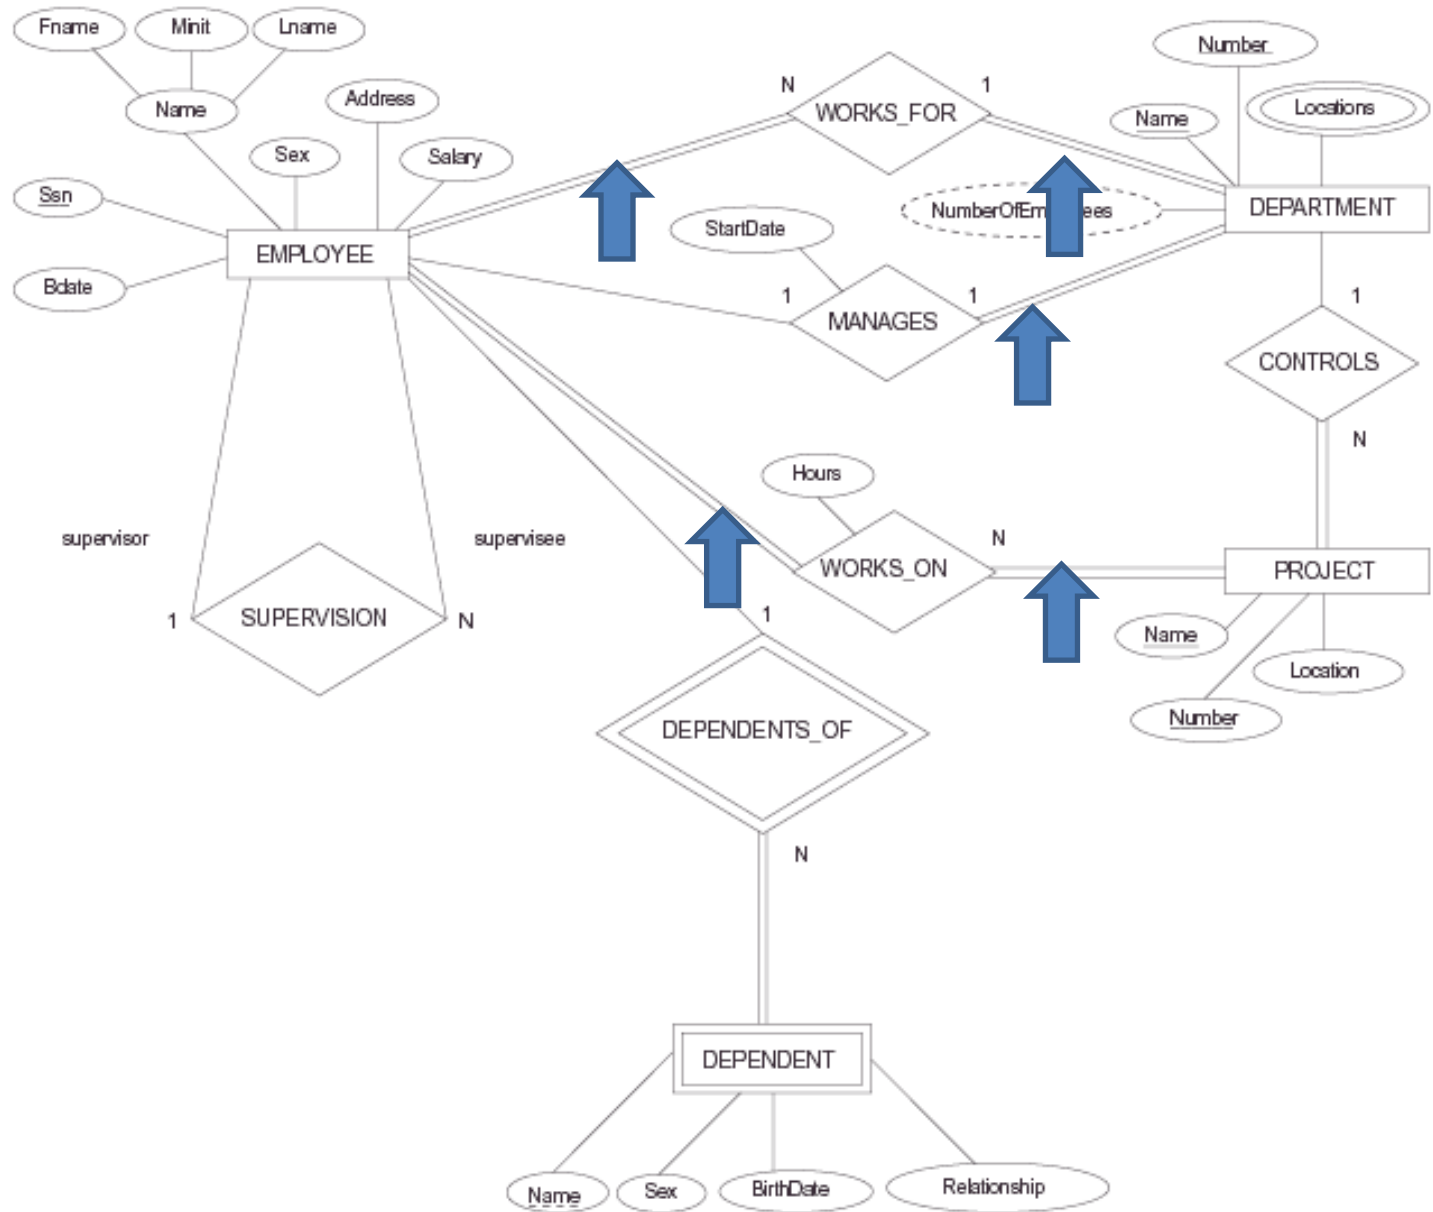 Fname
Minit
Lname
Number
Name
Address
N
1
WORKS_FOR
Name
Locations
Sex
Salary
Ssn
StartDate
DEPARTMENT
EMPLOYEE
Bdate
1
1
MANAGES
1
CONTROLS
N
Hours
supervisor
supervisee
N
WORKS_ON
PROJECT
1
SUPERVISION
N
1
Name
Location
Number
DEPENDENTS_OF
N
DEPENDENT
Name
Sex
BirthDate
Relationship